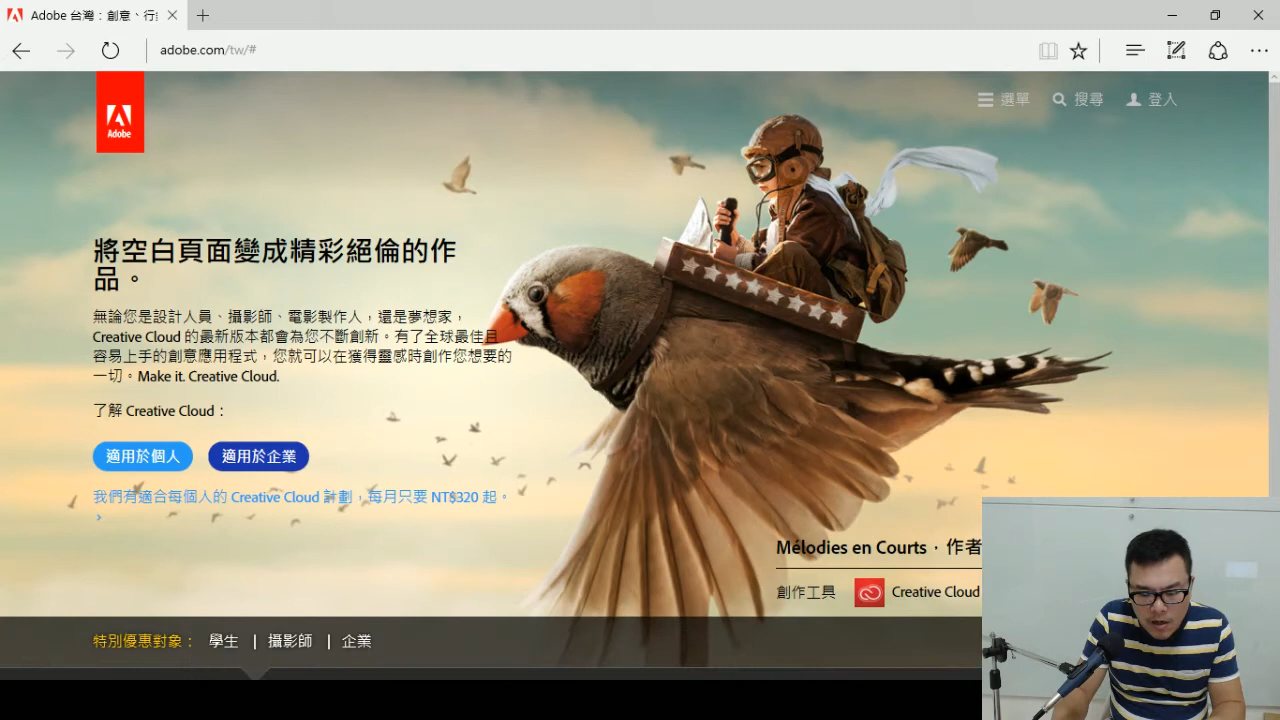 Adobe 台灣：創意、行
adobe.com/tw/#
Adobe
選單 搜尋 登入
將空白頁面變成精彩絕倫的作
品。
無論您是設計人員、攝影師、電影製作人，還是夢想家，
Creative Cloud 的最新版本都會為您不斷創新。有了全球最佳且
容易上手的創意應用程式，您就可以在獲得靈感時創作您想要的
一切。Make it. Creative Cloud.
了解 Creative Cloud：
適用於個人 適用於企業
我們有適合每個人的 Creative Cloud 計劃，每月只要 NT$320 起。
›
Mélodies en Courts，作者
創作工具 Creative Cloud
特別優惠對象： 學生 | 攝影師 | 企業